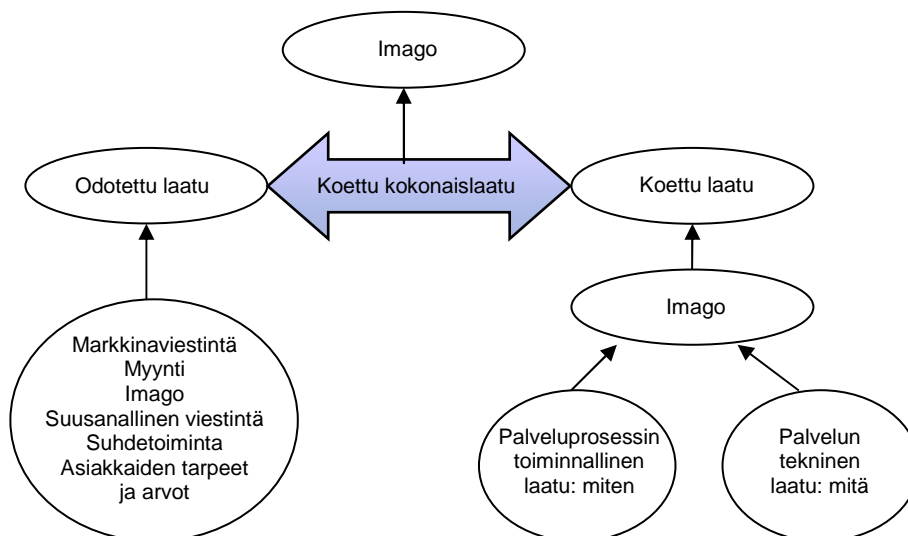 Imago
Odotettu laatu
Koettu kokonaislaatu
Koettu laatu
Imago
Markkinaviestintä
Myynti
Imago
Suusanallinen viestintä
Suhdetoiminta
Asiakkaiden tarpeet
ja arvot
Palveluprosessin
toiminnallinen
laatu: miten
Palvelun
tekninen
laatu: mitä